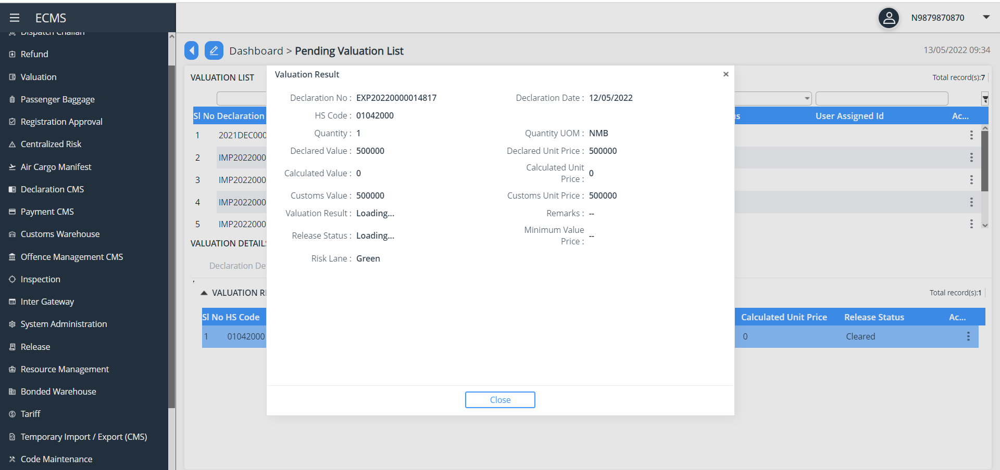 ECMS
N9879870870
Dispatch Challan
Refund
Valuation
Passenger Baggage
Registration Approval
Centralized Risk
Air Cargo Manifest
Declaration CMS
Payment CMS
Customs Warehouse
Offence Management CMS
Inspection
Inter Gateway
System Administration
Release
Resource Management
Bonded Warehouse
Tariff
Temporary Import / Export (CMS)
Code Maintenance
Dashboard > Pending Valuation List
13/05/2022 09:34
VALUATION LIST
Total record(s):7
Sl No Declaration
User Assigned Id
Ac...
1 2021DEC000
2 IMP2022000
3 IMP2022000
4 IMP2022000
5 IMP2022000
VALUATION DETAILS
Declaration De
VALUATION R
Total record(s):1
Sl No HS Code
Calculated Unit Price
Release Status
Ac...
1 01042000
0
Cleared
Valuation Result
×
Declaration No : EXP20220000014817
Declaration Date : 12/05/2022
HS Code : 01042000
Quantity : 1
Quantity UOM : NMB
Declared Value : 500000
Declared Unit Price : 500000
Calculated Value : 0
Calculated Unit
Price : 0
Customs Value : 500000
Customs Unit Price : 500000
Valuation Result : Loading...
Remarks : --
Release Status : Loading...
Minimum Value
Price : --
Risk Lane : Green
Close